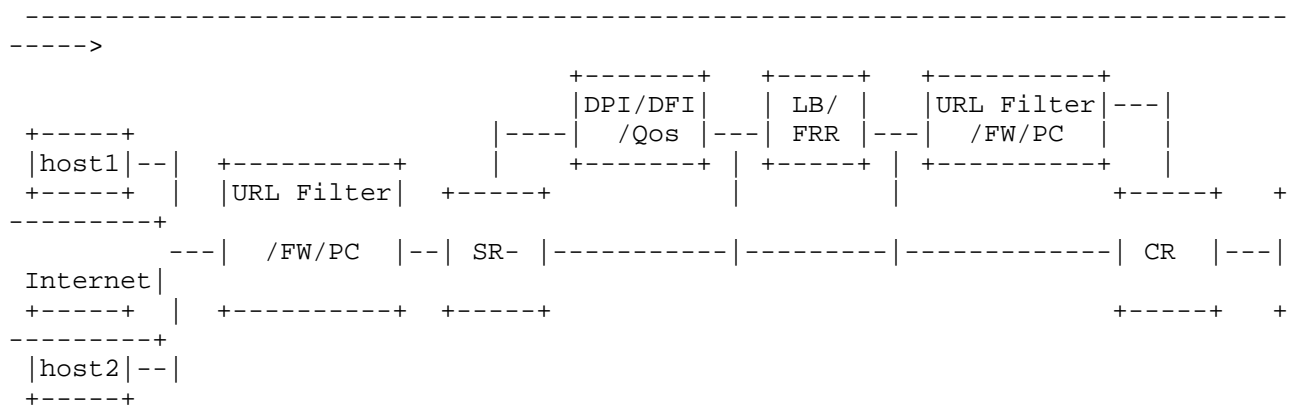 ------------------------------------------------------------------------------
----->
                                   +-------+   +-----+   +----------+
                                   |DPI/DFI|   | LB/ |   |URL Filter|---|
 +-----+                      |----| /Qos  |---| FRR |---|  /FW/PC  |   |
 |host1|--|  +----------+     |    +-------+ | +-----+ | +----------+   |
 +-----+  |  |URL Filter|  +-----+           |         |             +-----+   +
---------+
          ---|  /FW/PC  |--| SR- |-----------|---------|-------------| CR  |---|
 Internet|
 +-----+  |  +----------+  +-----+                                   +-----+   +
---------+
 |host2|--|
 +-----+